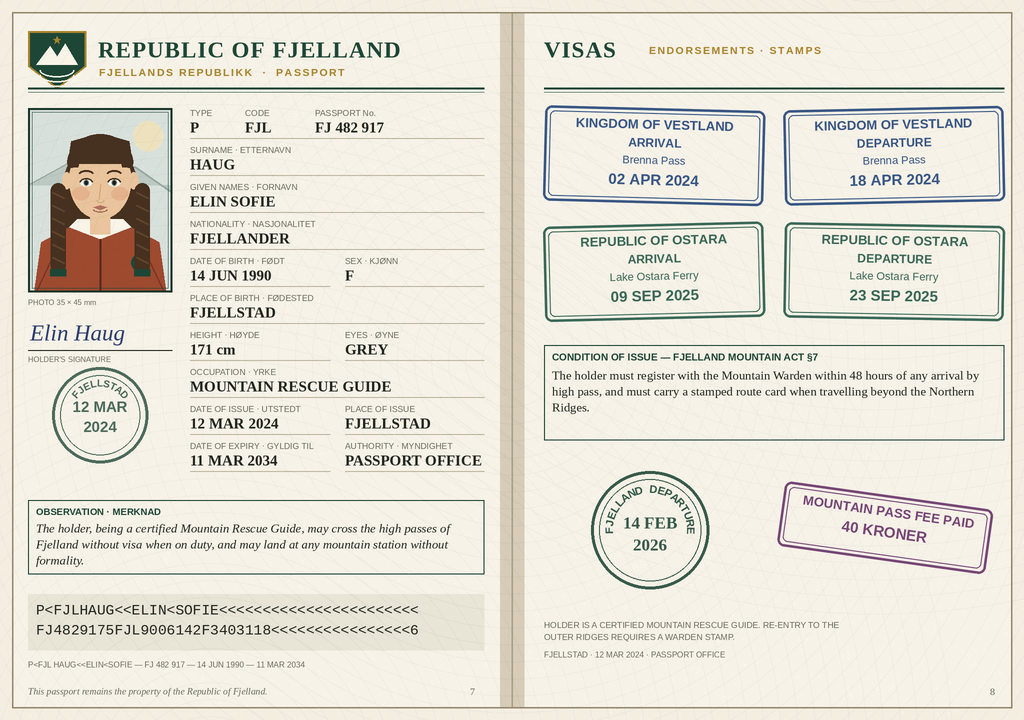 REPUBLIC OF FJELLAND
FJELLANDS REPUBLIKK · PASSPORT
TYPE CODE PASSPORT No.
P FJL FJ 482 917
SURNAME · ETTERNAVN
HAUG
GIVEN NAMES · FORNAVN
ELIN SOFIE
NATIONALITY · NASJONALITET
FJELLANDER
DATE OF BIRTH · FØDT SEX · KJØNN
14 JUN 1990 F
PLACE OF BIRTH · FØDESTED
FJELLSTAD
HEIGHT · HØYDE EYES · ØYNE
171 cm GREY
OCCUPATION · YRKE
MOUNTAIN RESCUE GUIDE
DATE OF ISSUE · UTSTEDT PLACE OF ISSUE
12 MAR 2024 FJELLSTAD
DATE OF EXPIRY · GYLDIG TIL AUTHORITY · MYNDIGHET
11 MAR 2034 PASSPORT OFFICE
PHOTO 35 × 45 mm
Elin Haug
HOLDER'S SIGNATURE
FJELLSTAD
12 MAR
2024
OBSERVATION · MERKNAD
The holder, being a certified Mountain Rescue Guide, may cross the high passes of
Fjelland without visa when on duty, and may land at any mountain station without
formality.
P<FJLHAUG<<ELIN<SOFIE<<<<<<<<<<<<<<<<<<<<<<<
FJ4829175FJL9006142F3403118<<<<<<<<<<<<<<<<6
P<FJL HAUG<<ELIN<SOFIE — FJ 482 917 — 14 JUN 1990 — 11 MAR 2034
This passport remains the property of the Republic of Fjelland.
7
VISAS
ENDORSEMENTS · STAMPS
KINGDOM OF VESTLAND
ARRIVAL
Brenna Pass
02 APR 2024
KINGDOM OF VESTLAND
DEPARTURE
Brenna Pass
18 APR 2024
REPUBLIC OF OSTARA
ARRIVAL
Lake Ostara Ferry
09 SEP 2025
REPUBLIC OF OSTARA
DEPARTURE
Lake Ostara Ferry
23 SEP 2025
CONDITION OF ISSUE — FJELLAND MOUNTAIN ACT §7
The holder must register with the Mountain Warden within 48 hours of any arrival by
high pass, and must carry a stamped route card when travelling beyond the Northern
Ridges.
FJELLAND DEPARTURE
14 FEB
2026
MOUNTAIN PASS FEE PAID
40 KRONER
HOLDER IS A CERTIFIED MOUNTAIN RESCUE GUIDE. RE-ENTRY TO THE
OUTER RIDGES REQUIRES A WARDEN STAMP.
FJELLSTAD · 12 MAR 2024 · PASSPORT OFFICE
8